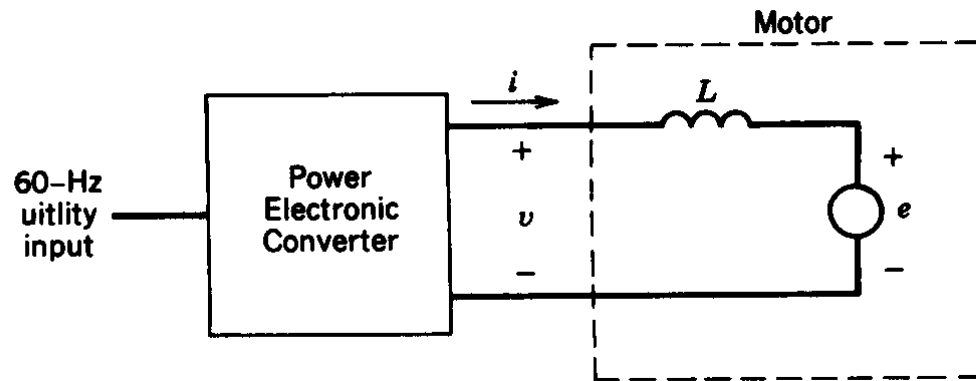 Motor
i
L
60–Hz
uitlity
input
Power
Electronic
Converter
+
v
−
+
e
−